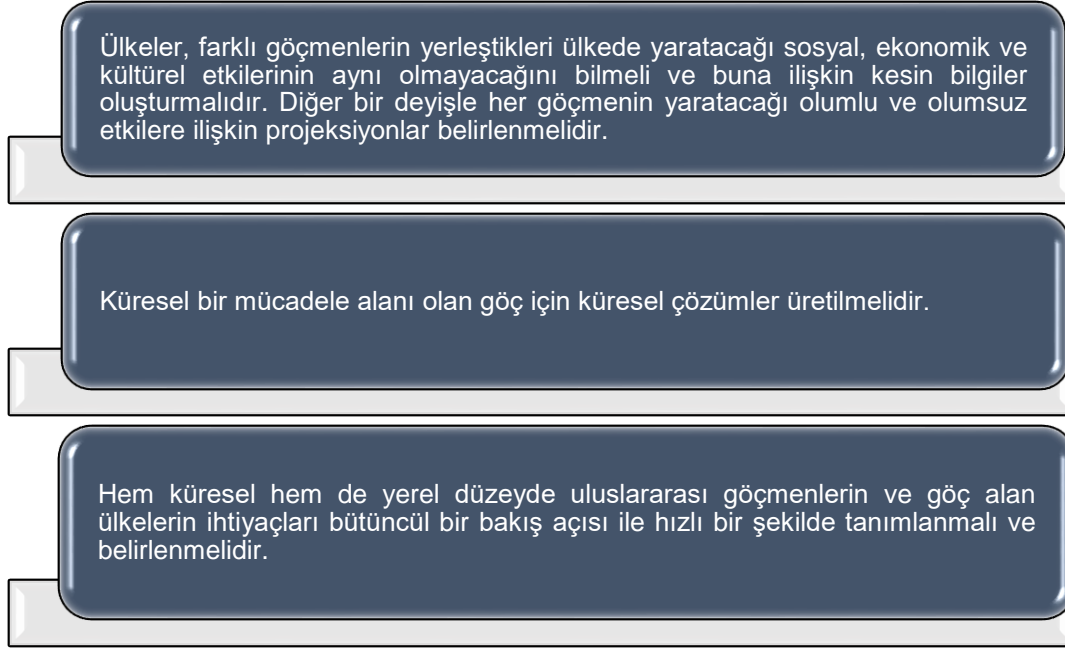 Ülkeler, farklı göçmenlerin yerleştikleri ülkede yaratacağı sosyal, ekonomik ve
kültürel etkilerinin aynı olmayacağını bilmeli ve buna ilişkin kesin bilgiler
oluşturmalıdır. Diğer bir deyişle her göçmenin yaratacağı olumlu ve olumsuz
etkilere ilişkin projeksiyonlar belirlenmelidir.
Küresel bir mücadele alanı olan göç için küresel çözümler üretilmelidir.
Hem küresel hem de yerel düzeyde uluslararası göçmenlerin ve göç alan
ülkelerin ihtiyaçları bütüncül bir bakış açısı ile hızlı bir şekilde tanımlanmalı ve
belirlenmelidir.